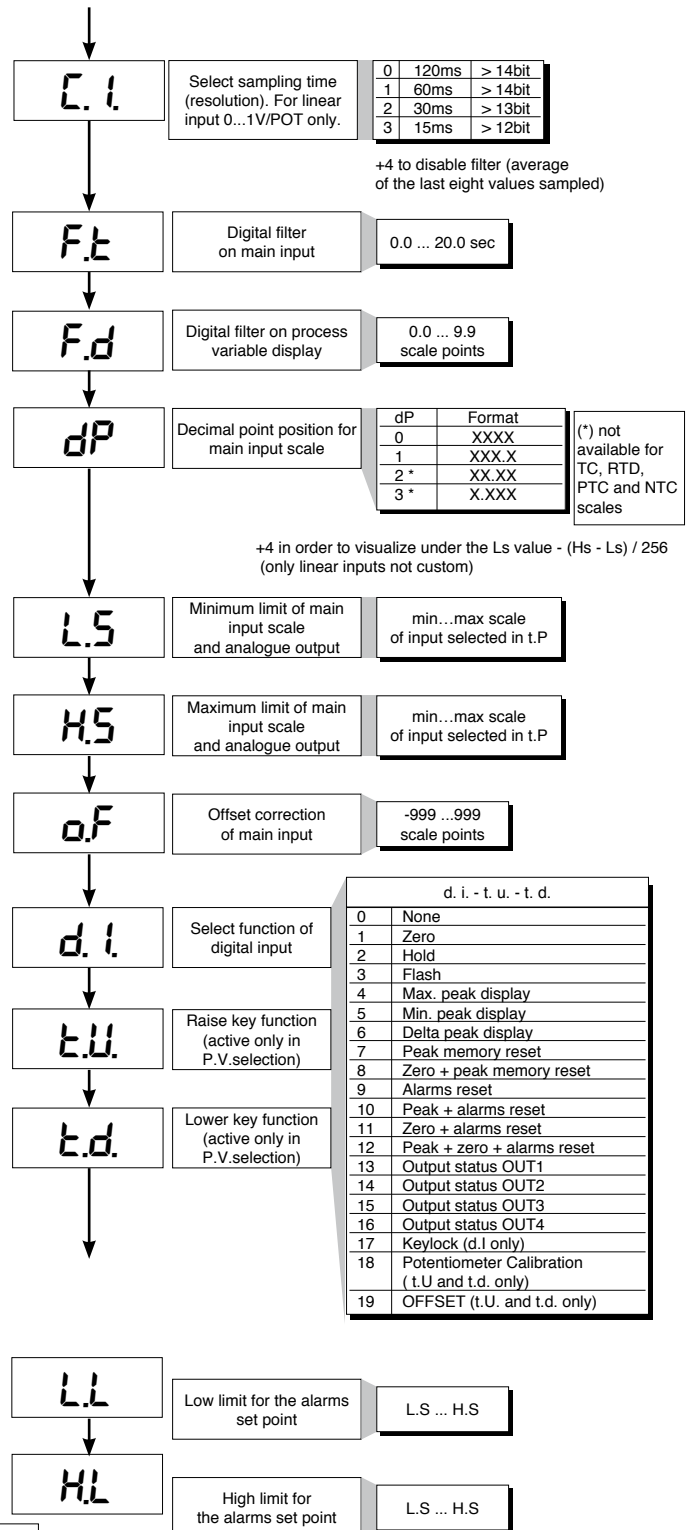 C. I.
Select sampling time
(resolution). For linear
input 0...1V/POT only.
0 120ms > 14bit
1 60ms > 14bit
2 30ms > 13bit
3 15ms > 12bit
+4 to disable filter (average
of the last eight values sampled)
F.t
Digital filter
on main input
0.0 ... 20.0 sec
F.d
Digital filter on process
variable display
0.0 ... 9.9
scale points
dP
Decimal point position for
main input scale
dP Format
0 XXXX
1 XXX.X
2 * XX.XX
3 * X.XXX
(*) not
available for
TC, RTD,
PTC and NTC
scales
+4 in order to visualize under the Ls value - (Hs - Ls) / 256
(only linear inputs not custom)
L.S
Minimum limit of main
input scale
and analogue output
min...max scale
of input selected in t.P
H.S
Maximum limit of main
input scale
and analogue output
min...max scale
of input selected in t.P
o.F
Offset correction
of main input
-999 ...999
scale points
d. I.
Select function of
digital input
t.U.
Raise key function
(active only in
P.V.selection)
t.d.
Lower key function
(active only in
P.V.selection)
d. i. - t. u. - t. d.
0 None
1 Zero
2 Hold
3 Flash
4 Max. peak display
5 Min. peak display
6 Delta peak display
7 Peak memory reset
8 Zero + peak memory reset
9 Alarms reset
10 Peak + alarms reset
11 Zero + alarms reset
12 Peak + zero + alarms reset
13 Output status OUT1
14 Output status OUT2
15 Output status OUT3
16 Output status OUT4
17 Keylock (d.I only)
18 Potentiometer Calibration
( t.U and t.d. only)
19 OFFSET (t.U. and t.d. only)
L.L
Low limit for the alarms
set point
L.S ... H.S
H.L
High limit for
the alarms set point
L.S ... H.S